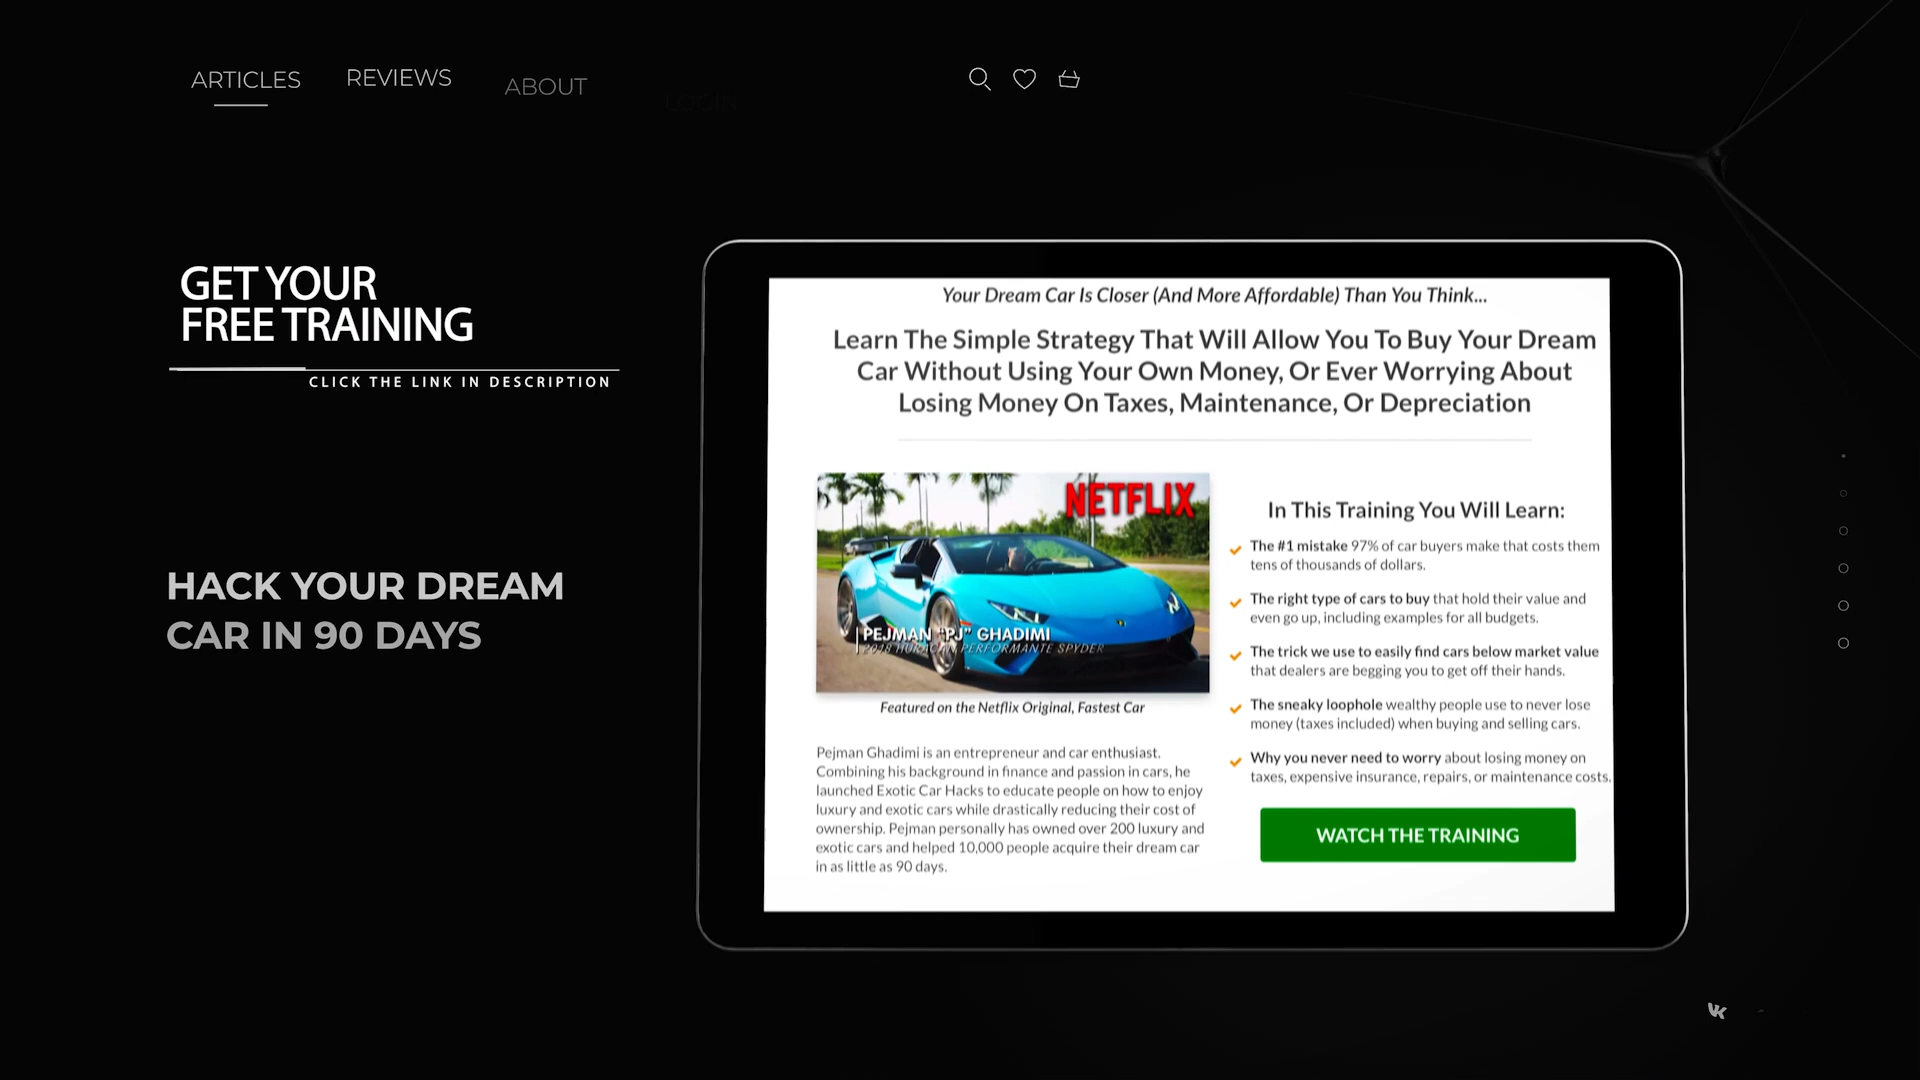 ARTICLES
REVIEWS
ABOUT
LOGIN
GET YOUR
FREE TRAINING
CLICK THE LINK IN DESCRIPTION
HACK YOUR DREAM
CAR IN 90 DAYS
Your Dream Car Is Closer (And More Affordable) Than You Think...
Learn The Simple Strategy That Will Allow You To Buy Your Dream
Car Without Using Your Own Money, Or Ever Worrying About
Losing Money On Taxes, Maintenance, Or Depreciation
NETFLIX
PEJMAN "PJ" GHADIMI
2018 HURACAN PERFORMANTE SPYDER
Featured on the Netflix Original, Fastest Car
Pejman Ghadimi is an entrepreneur and car enthusiast.
Combining his background in finance and passion in cars, he
launched Exotic Car Hacks to educate people on how to enjoy
luxury and exotic cars while drastically reducing their cost of
ownership. Pejman personally has owned over 200 luxury and
exotic cars and helped 10,000 people acquire their dream car
in as little as 90 days.
In This Training You Will Learn:
The #1 mistake 97% of car buyers make that costs them
tens of thousands of dollars.
The right type of cars to buy that hold their value and
even go up, including examples for all budgets.
The trick we use to easily find cars below market value
that dealers are begging you to get off their hands.
The sneaky loophole wealthy people use to never lose
money (taxes included) when buying and selling cars.
Why you never need to worry about losing money on
taxes, expensive insurance, repairs, or maintenance costs.
WATCH THE TRAINING